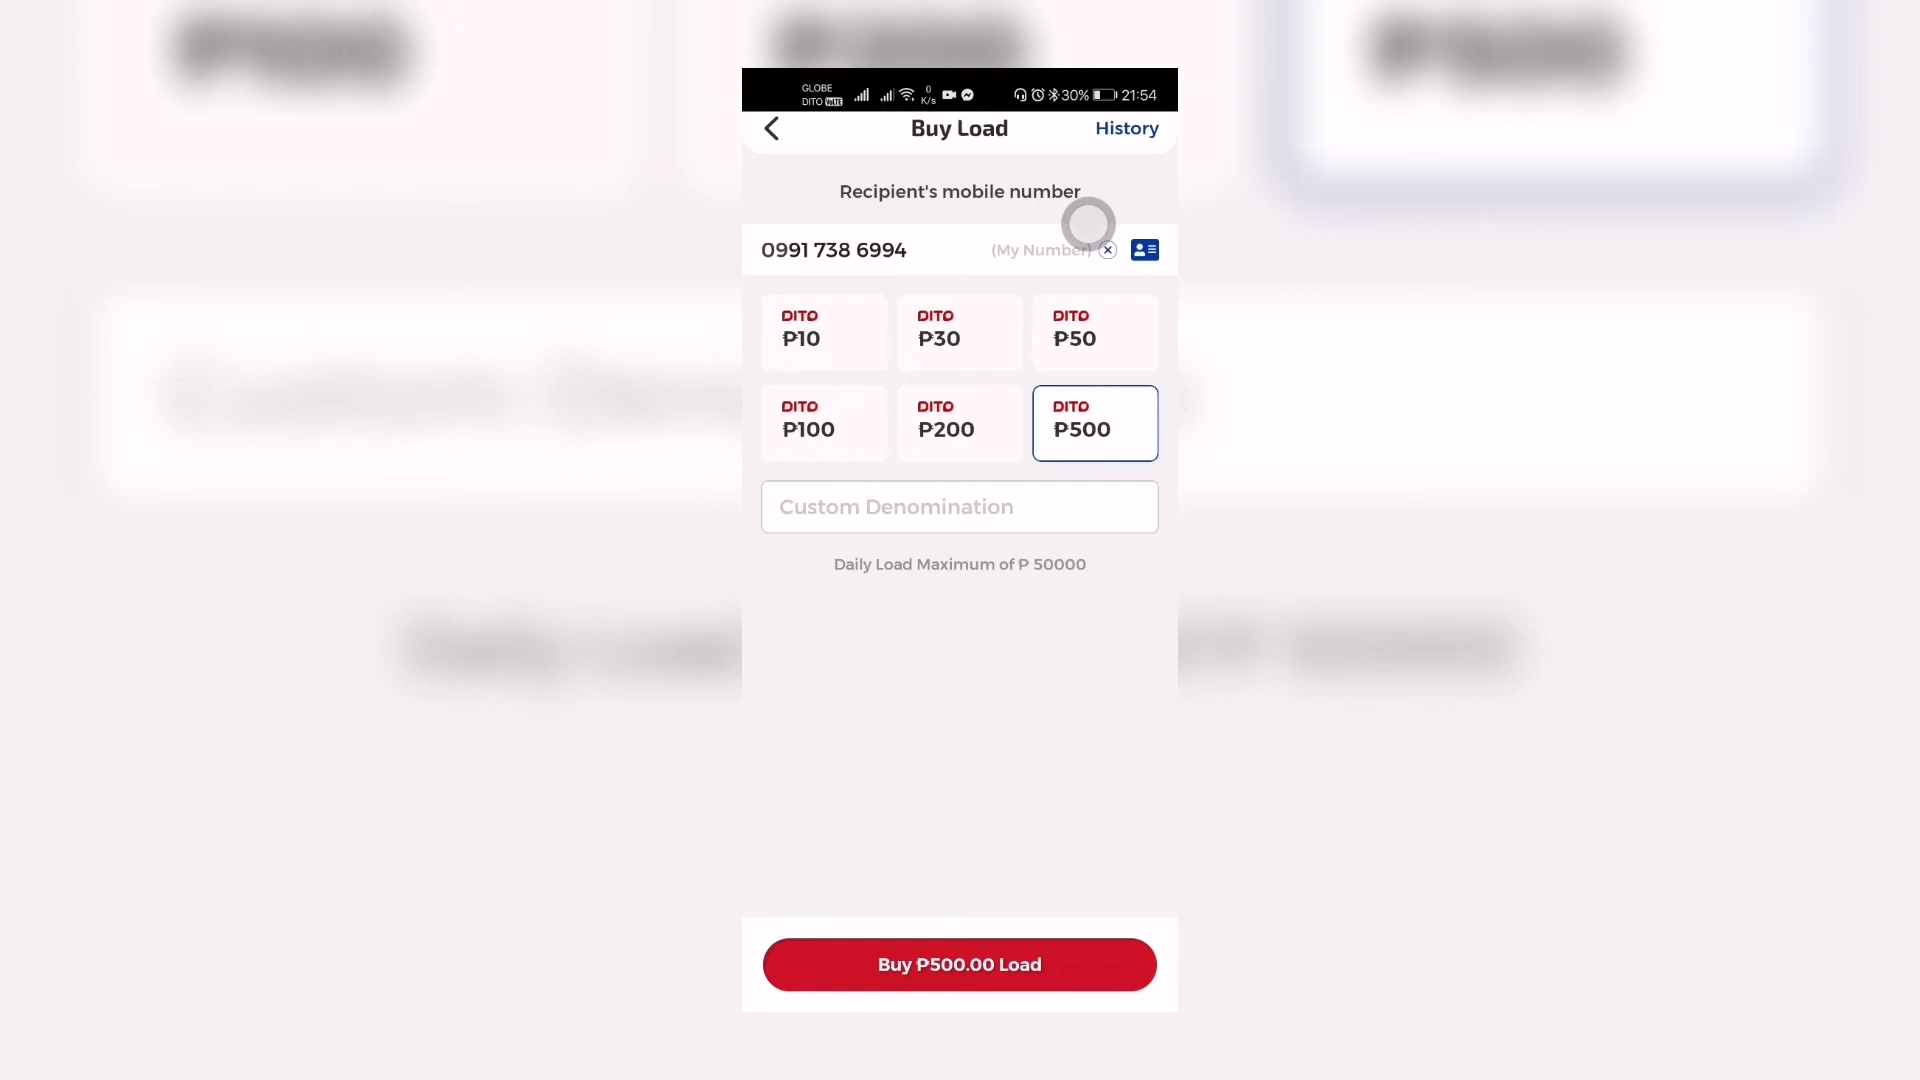 GLOBE
DITO VoLTE
0
K/s
30%
21:54
Buy Load
History
Recipient's mobile number
0991 738 6994
(My Number)
DITO
₱10
DITO
₱30
DITO
₱50
DITO
₱100
DITO
₱200
DITO
₱500
Custom Denomination
Daily Load Maximum of P 50000
Buy ₱500.00 Load